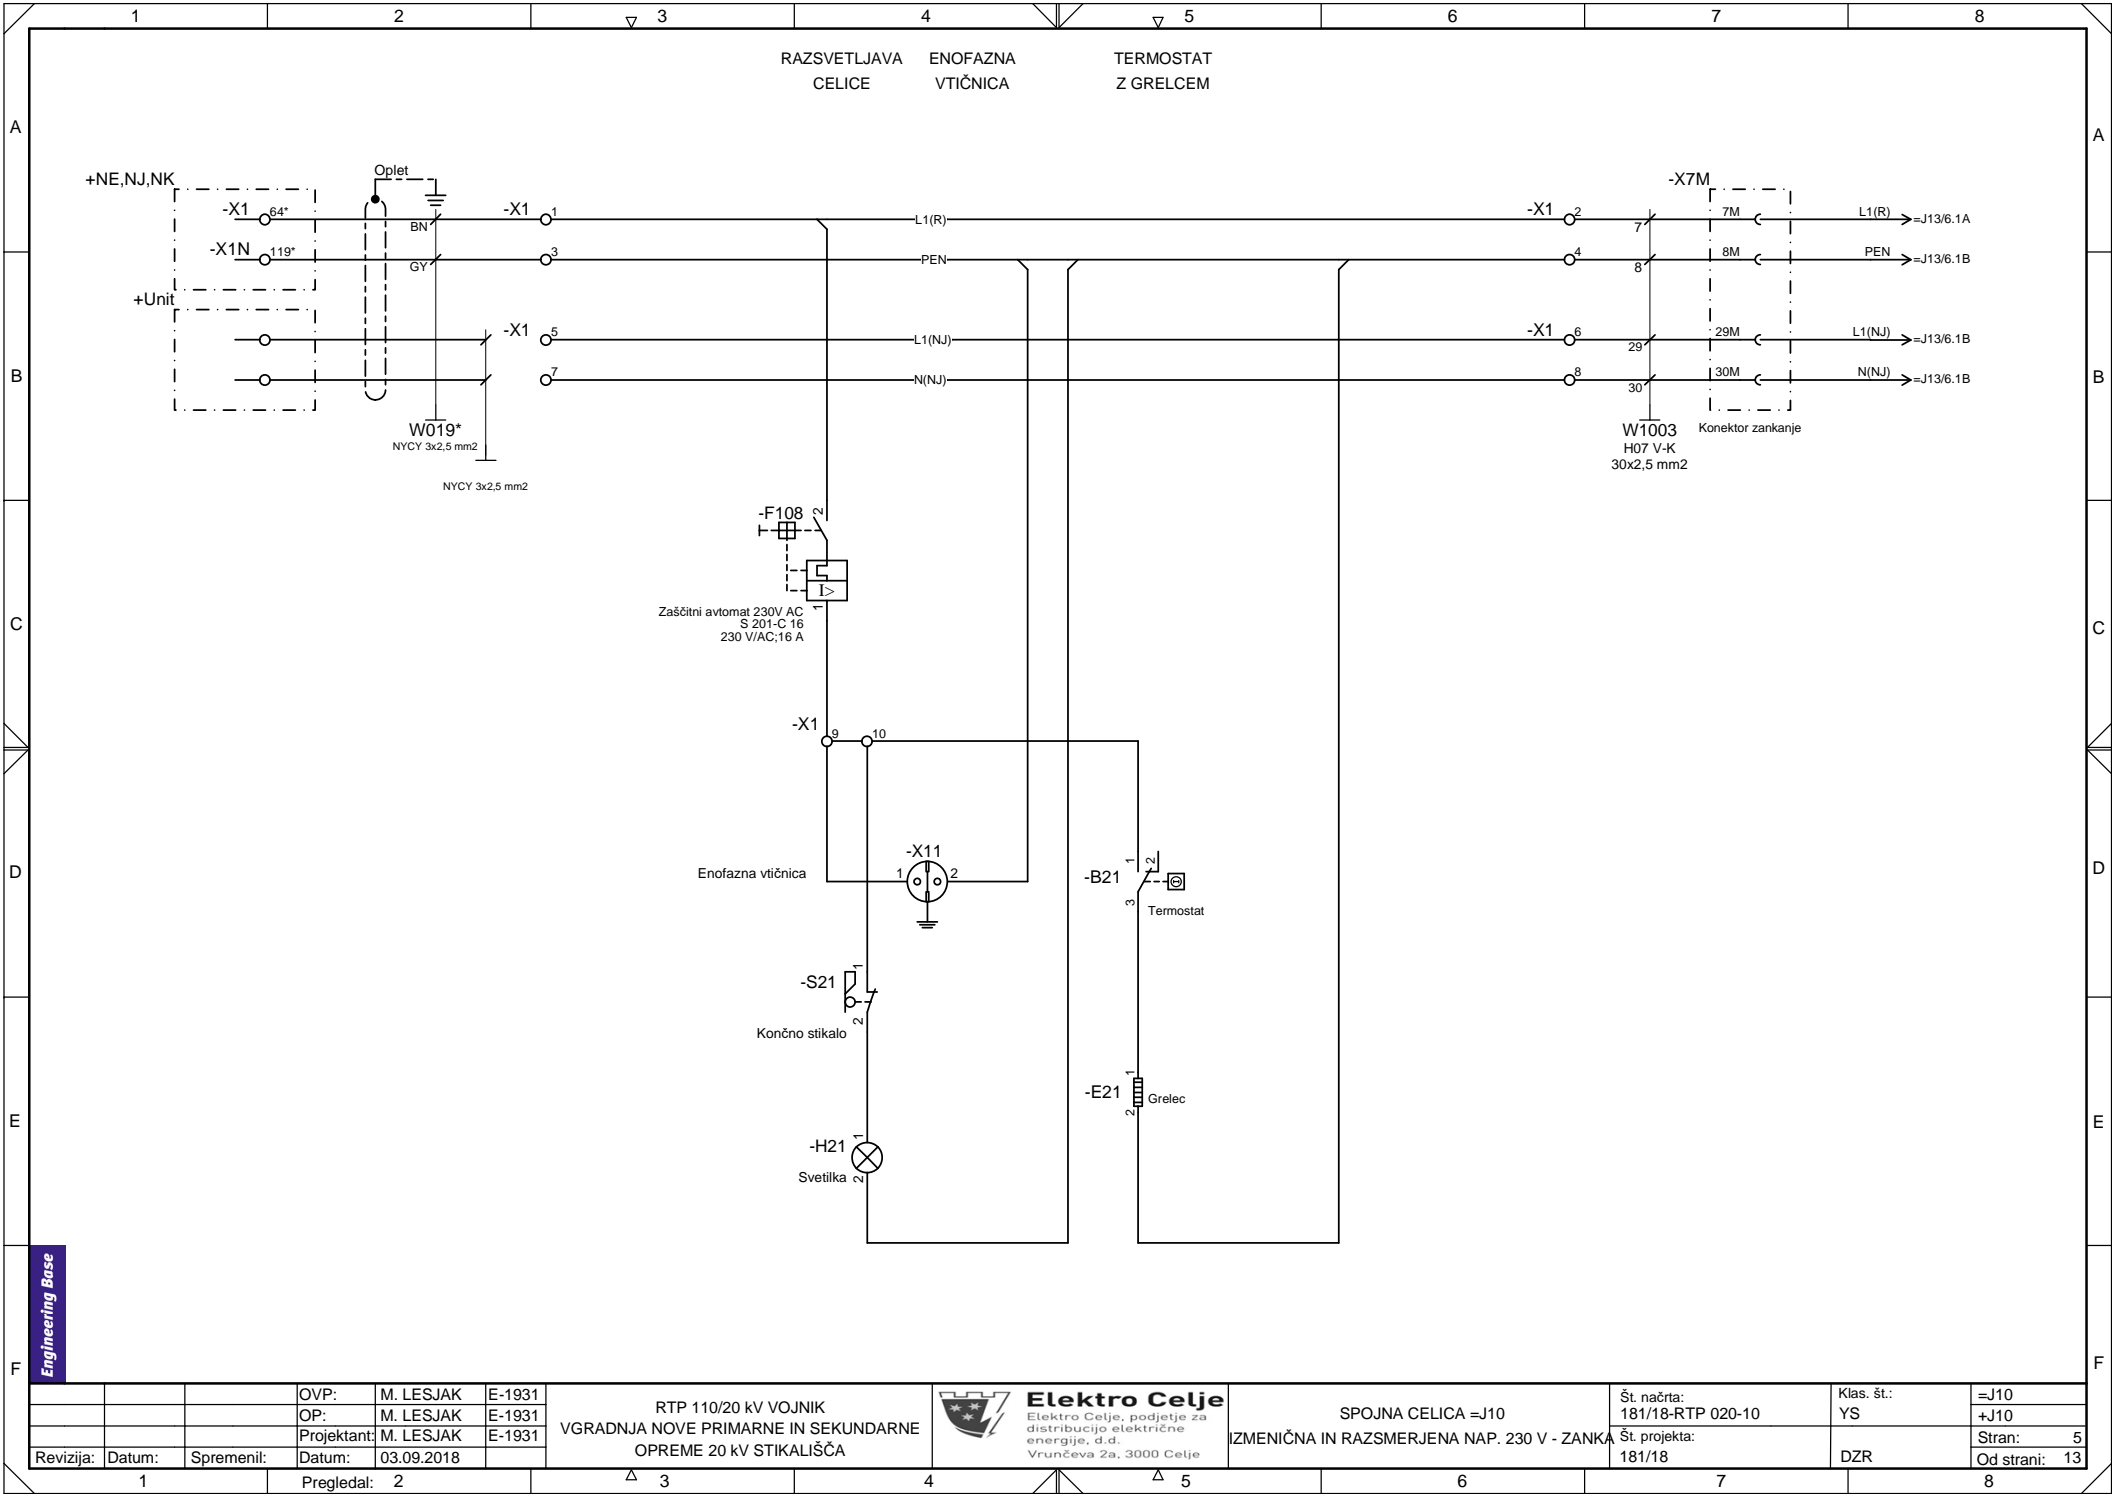 1 2 3 4 5 6 7 8
RAZSVETLJAVA
CELICE
ENOFAZNA
VTIČNICA
TERMOSTAT
Z GRELCEM
A
A
+NE,NJ,NK
Oplet
-X7M
-X1 64* BN -X1 1 L1(R) -X1 2 7 7M L1(R) =J13/6.1A
-X1N 119* GY 3 PEN 4 8 8M PEN =J13/6.1B
+Unit
-X1 5 L1(NJ) -X1 6 29 29M L1(NJ) =J13/6.1B
B
B
7 N(NJ) 8 30 30M N(NJ) =J13/6.1B
W019*
NYCY 3x2,5 mm2
NYCY 3x2,5 mm2
W1003
H07 V-K
30x2,5 mm2
Konektor zankanje
-F108 2
I>
1
Zaščitni avtomat 230V AC
S 201-C 16
230 V/AC;16 A
C
C
-X1 9 10
-X11
1 2
Enofazna vtičnica
D
D
-B21 1 2
3
Termostat
-S21 1
2
Končno stikalo
-E21 1
2
Grelec
E
E
-H21 1
2
Svetilka
Engineering Base
F
F
OVP: M. LESJAK E-1931
OP: M. LESJAK E-1931
Projektant: M. LESJAK E-1931
Revizija: Datum: Spremenil: Datum: 03.09.2018
Pregledal:
RTP 110/20 kV VOJNIK
VGRADNJA NOVE PRIMARNE IN SEKUNDARNE
OPREME 20 kV STIKALIŠČA
Elektro Celje
Elektro Celje, podjetje za
distribucijo električne
energije, d.d.
Vrunčeva 2a, 3000 Celje
SPOJNA CELICA =J10
IZMENIČNA IN RAZSMERJENA NAP. 230 V - ZANKA
Št. načrta:
181/18-RTP 020-10
Št. projekta:
181/18
Klas. št.:
YS
DZR
=J10
+J10
Stran: 5
Od strani: 13
1 2 3 4 5 6 7 8